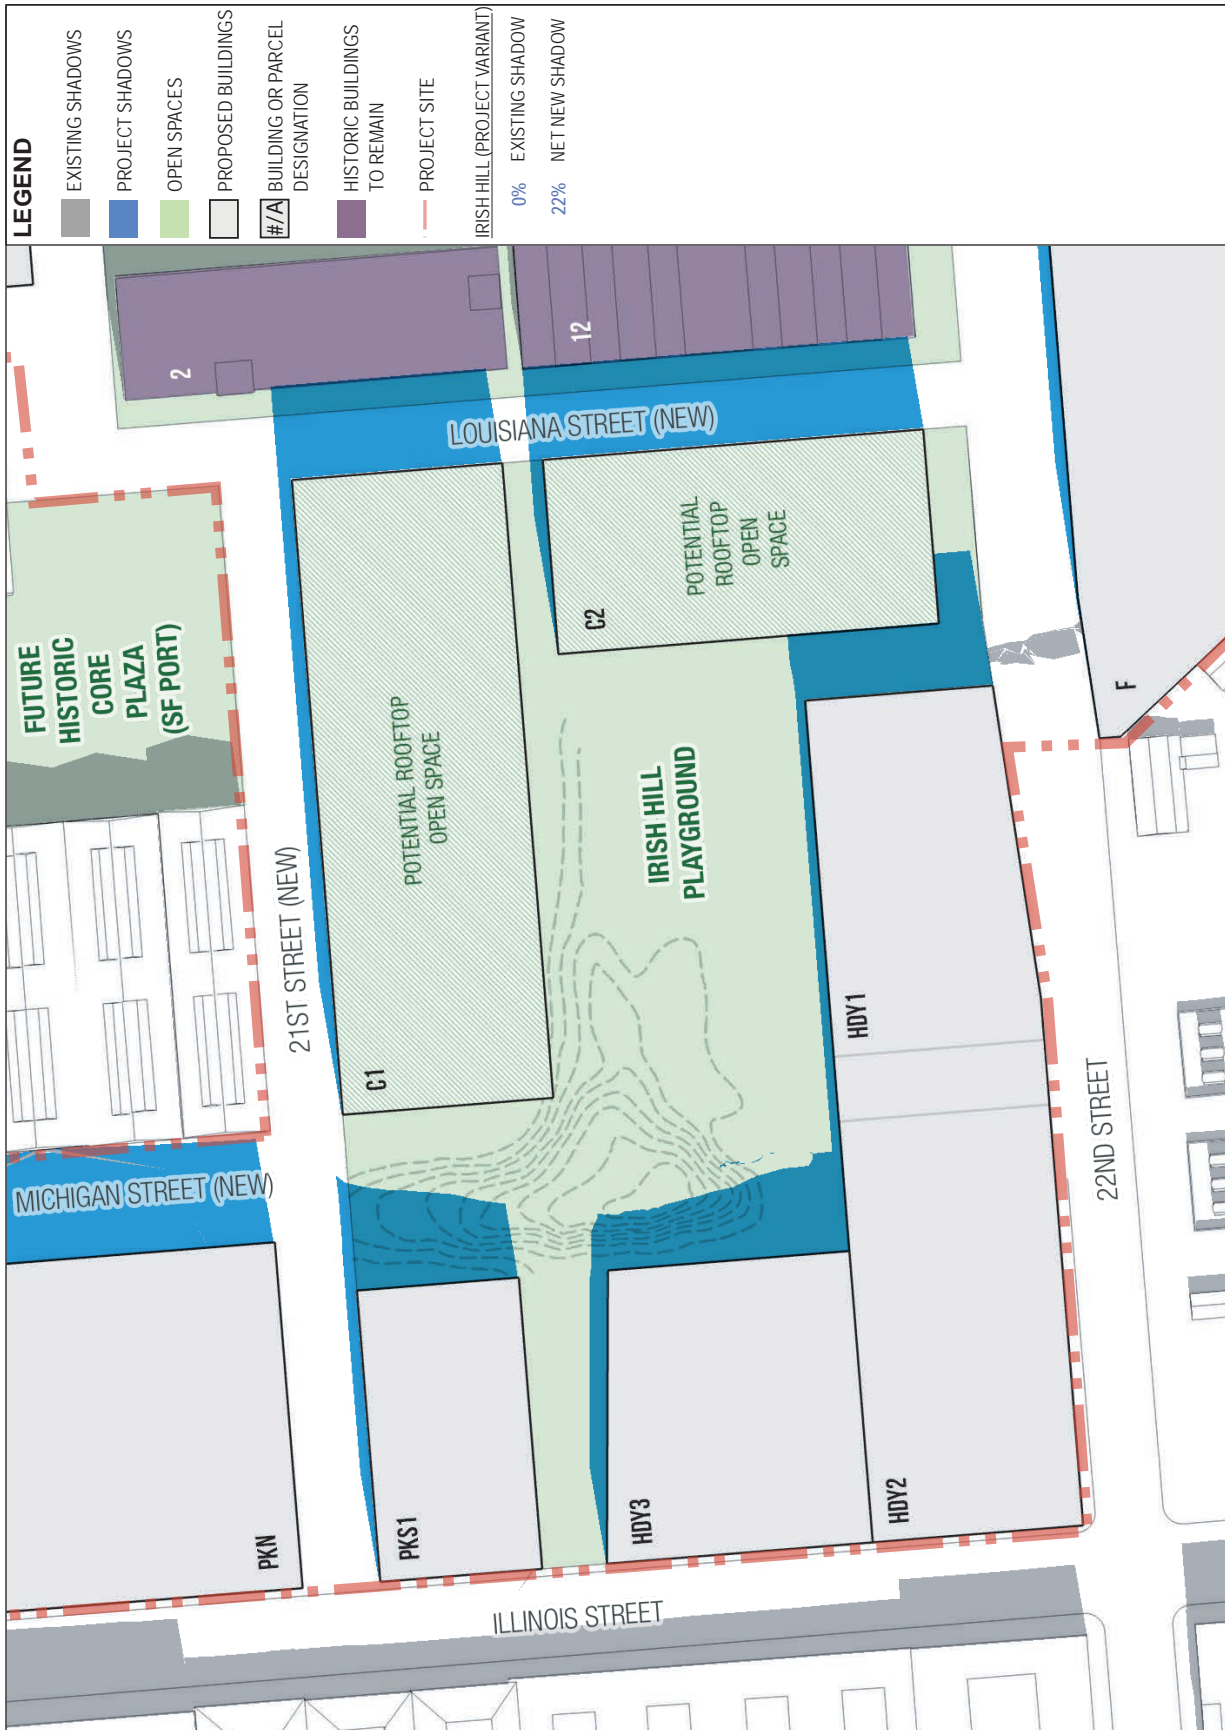 LEGEND
EXISTING SHADOWS
PROJECT SHADOWS
OPEN SPACES
PROPOSED BUILDINGS
#/A
BUILDING OR PARCEL
DESIGNATION
HISTORIC BUILDINGS
TO REMAIN
PROJECT SITE
IRISH HILL (PROJECT VARIANT)
0% EXISTING SHADOW
22% NET NEW SHADOW
2
12
LOUISIANA STREET (NEW)
FUTURE
HISTORIC
CORE
PLAZA
(SF PORT)
POTENTIAL ROOFTOP
OPEN SPACE
C1
POTENTIAL
ROOFTOP
OPEN
SPACE
C2
F
21ST STREET (NEW)
IRISH HILL
PLAYGROUND
MICHIGAN STREET (NEW)
HDY1
22ND STREET
PKN
PKS1
HDY3
HDY2
ILLINOIS STREET